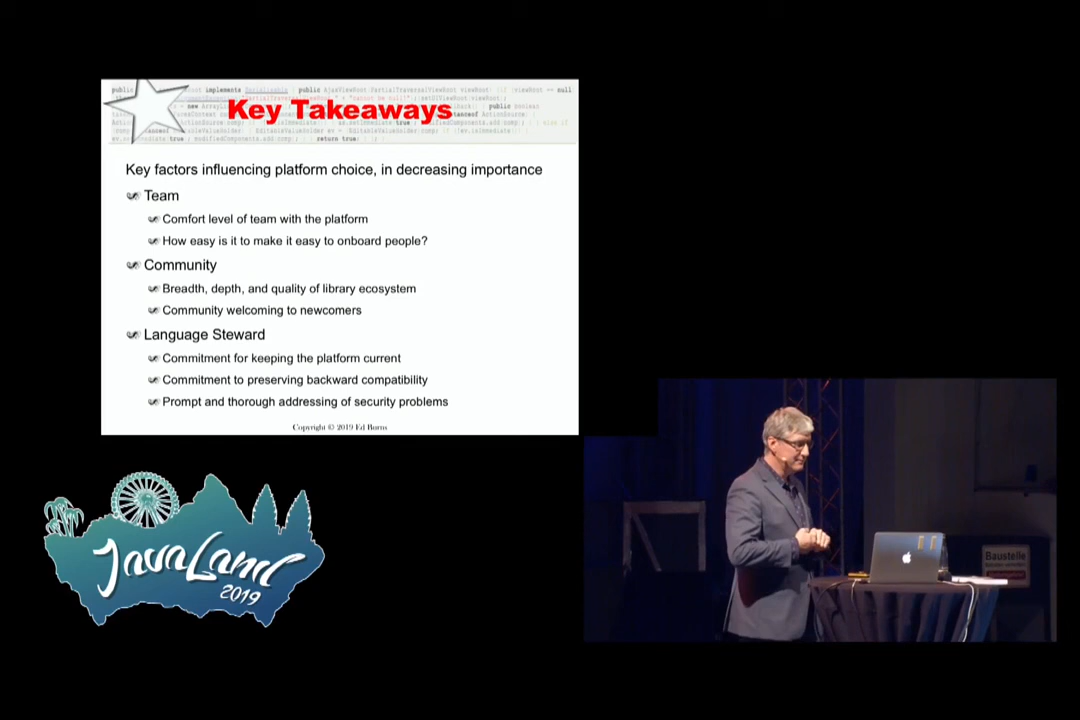 Key Takeaways
Key factors influencing platform choice, in decreasing importance
Team
Comfort level of team with the platform
How easy is it to make it easy to onboard people?
Community
Breadth, depth, and quality of library ecosystem
Community welcoming to newcomers
Language Steward
Commitment for keeping the platform current
Commitment to preserving backward compatibility
Prompt and thorough addressing of security problems
Copyright © 2019 Ed Burns
JavaLand
2019
Baustelle